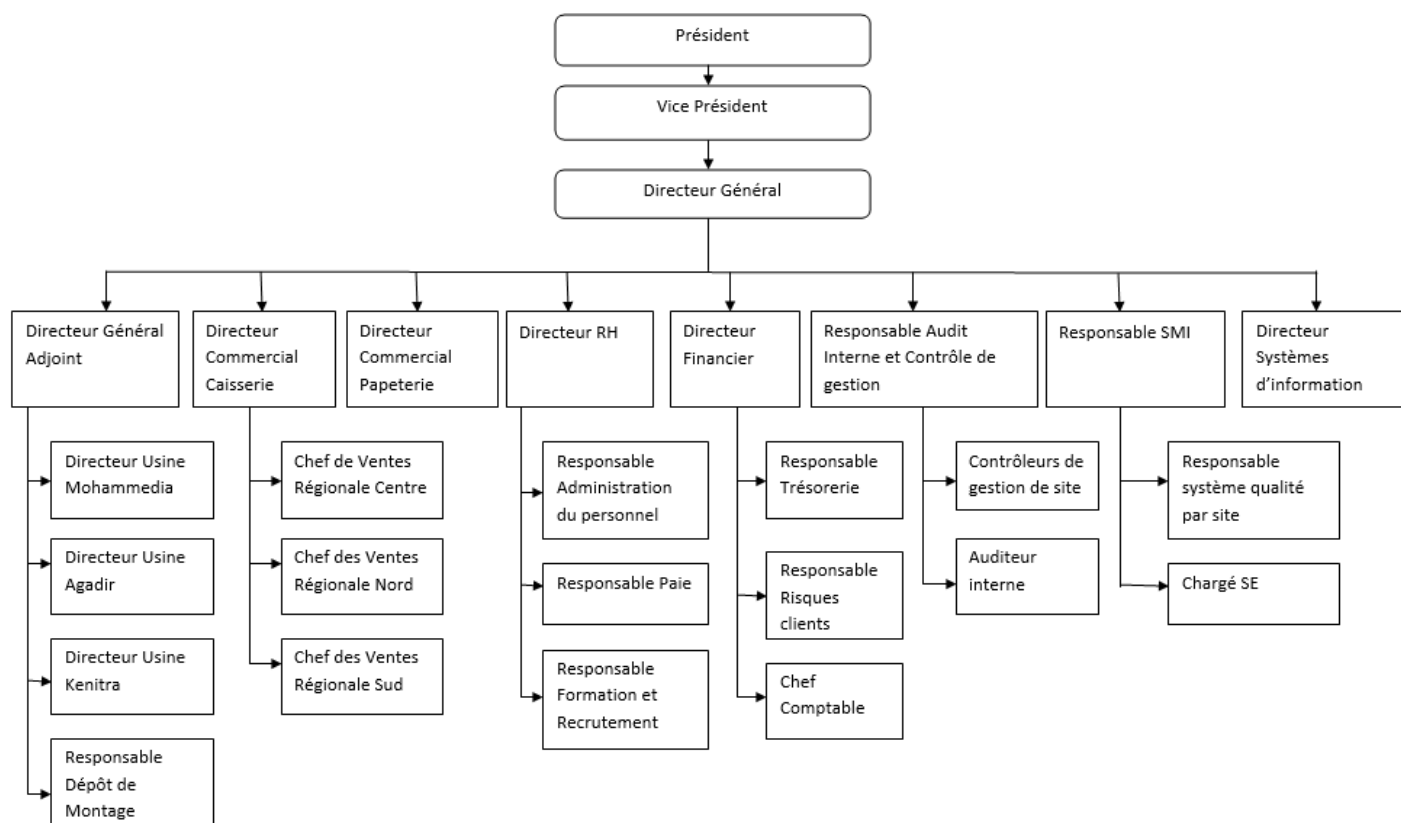 Président
Vice Président
Directeur Général
Directeur Général
Adjoint
Directeur
Commercial
Caisserie
Directeur
Commercial
Papeterie
Directeur RH
Directeur
Financier
Responsable Audit
Interne et Contrôle de
gestion
Responsable SMI
Directeur
Systèmes
d’information
Directeur Usine
Mohammedia
Directeur Usine
Agadir
Directeur Usine
Kenitra
Responsable
Dépôt de
Montage
Chef de Ventes
Régionale Centre
Chef des Ventes
Régionale Nord
Chef des Ventes
Régionale Sud
Responsable
Administration
du personnel
Responsable Paie
Responsable
Formation et
Recrutement
Responsable
Trésorerie
Responsable
Risques
clients
Chef
Comptable
Contrôleurs de
gestion de site
Auditeur
interne
Responsable
système qualité
par site
Chargé SE